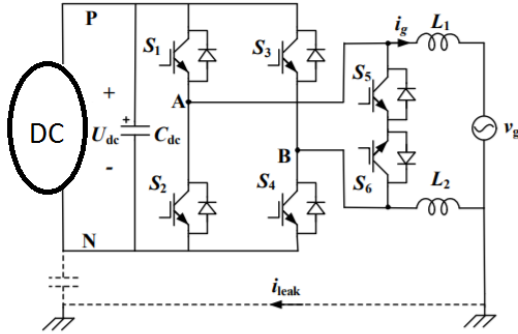 P
S1
S3
ig
L1
S5
A
+
DC
Udc
+
Cdc
vg
-
B
S2
S4
S6
L2
N
ileak